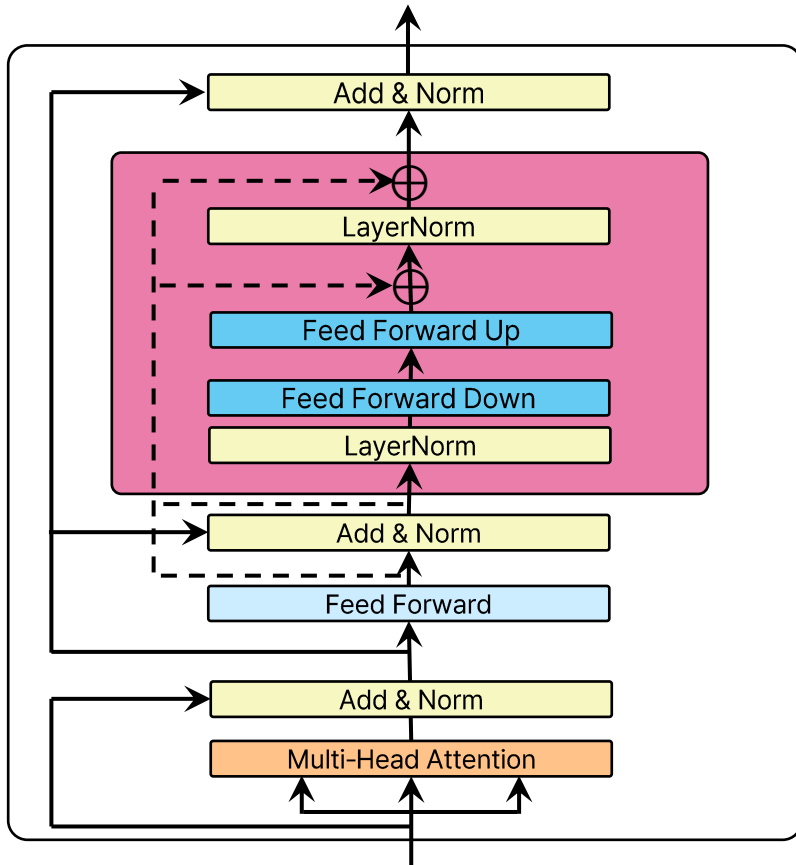 Add & Norm
LayerNorm
Feed Forward Up
Feed Forward Down
LayerNorm
Add & Norm
Feed Forward
Add & Norm
Multi-Head Attention